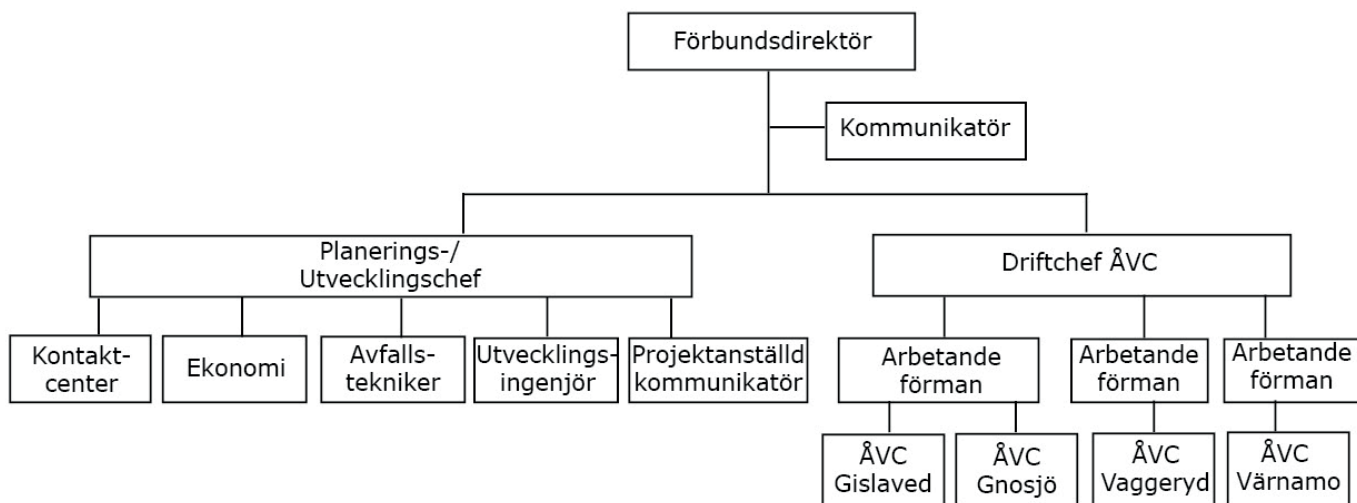 Förbundsdirektör
Kommunikatör
Planerings-/
Utvecklingschef
Driftchef ÅVC
Kontakt-
center
Ekonomi
Avfalls-
tekniker
Utvecklings-
ingenjör
Projektanställd
kommunikatör
Arbetande
förman
Arbetande
förman
Arbetande
förman
ÅVC
Gislaved
ÅVC
Gnosjö
ÅVC
Vaggeryd
ÅVC
Värnamo